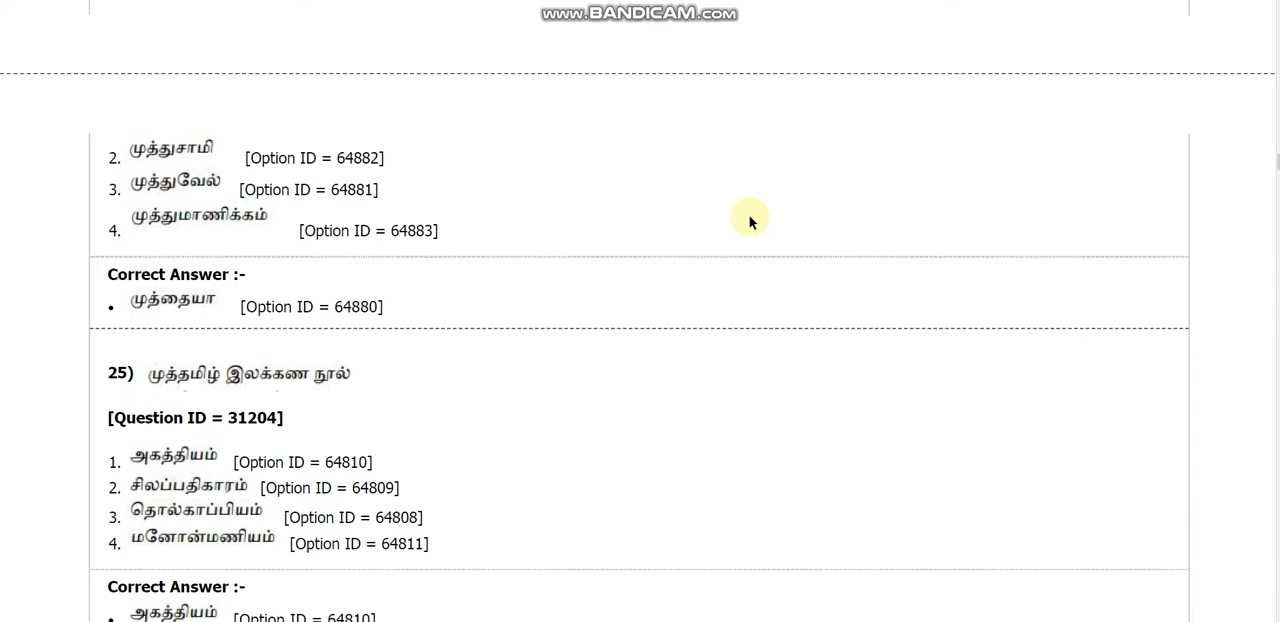 www.BANDICAM.com
2. முத்துசாமி [Option ID = 64882]
3. முத்துவேல் [Option ID = 64881]
4. முத்துமாணிக்கம் [Option ID = 64883]
Correct Answer :-
• முத்தையா [Option ID = 64880]
25) முத்தமிழ் இலக்கண நூல்
[Question ID = 31204]
1. அகத்தியம் [Option ID = 64810]
2. சிலப்பதிகாரம் [Option ID = 64809]
3. தொல்காப்பியம் [Option ID = 64808]
4. மனோன்மணியம் [Option ID = 64811]
Correct Answer :-
• அகத்தியம் [Option ID = 64810]